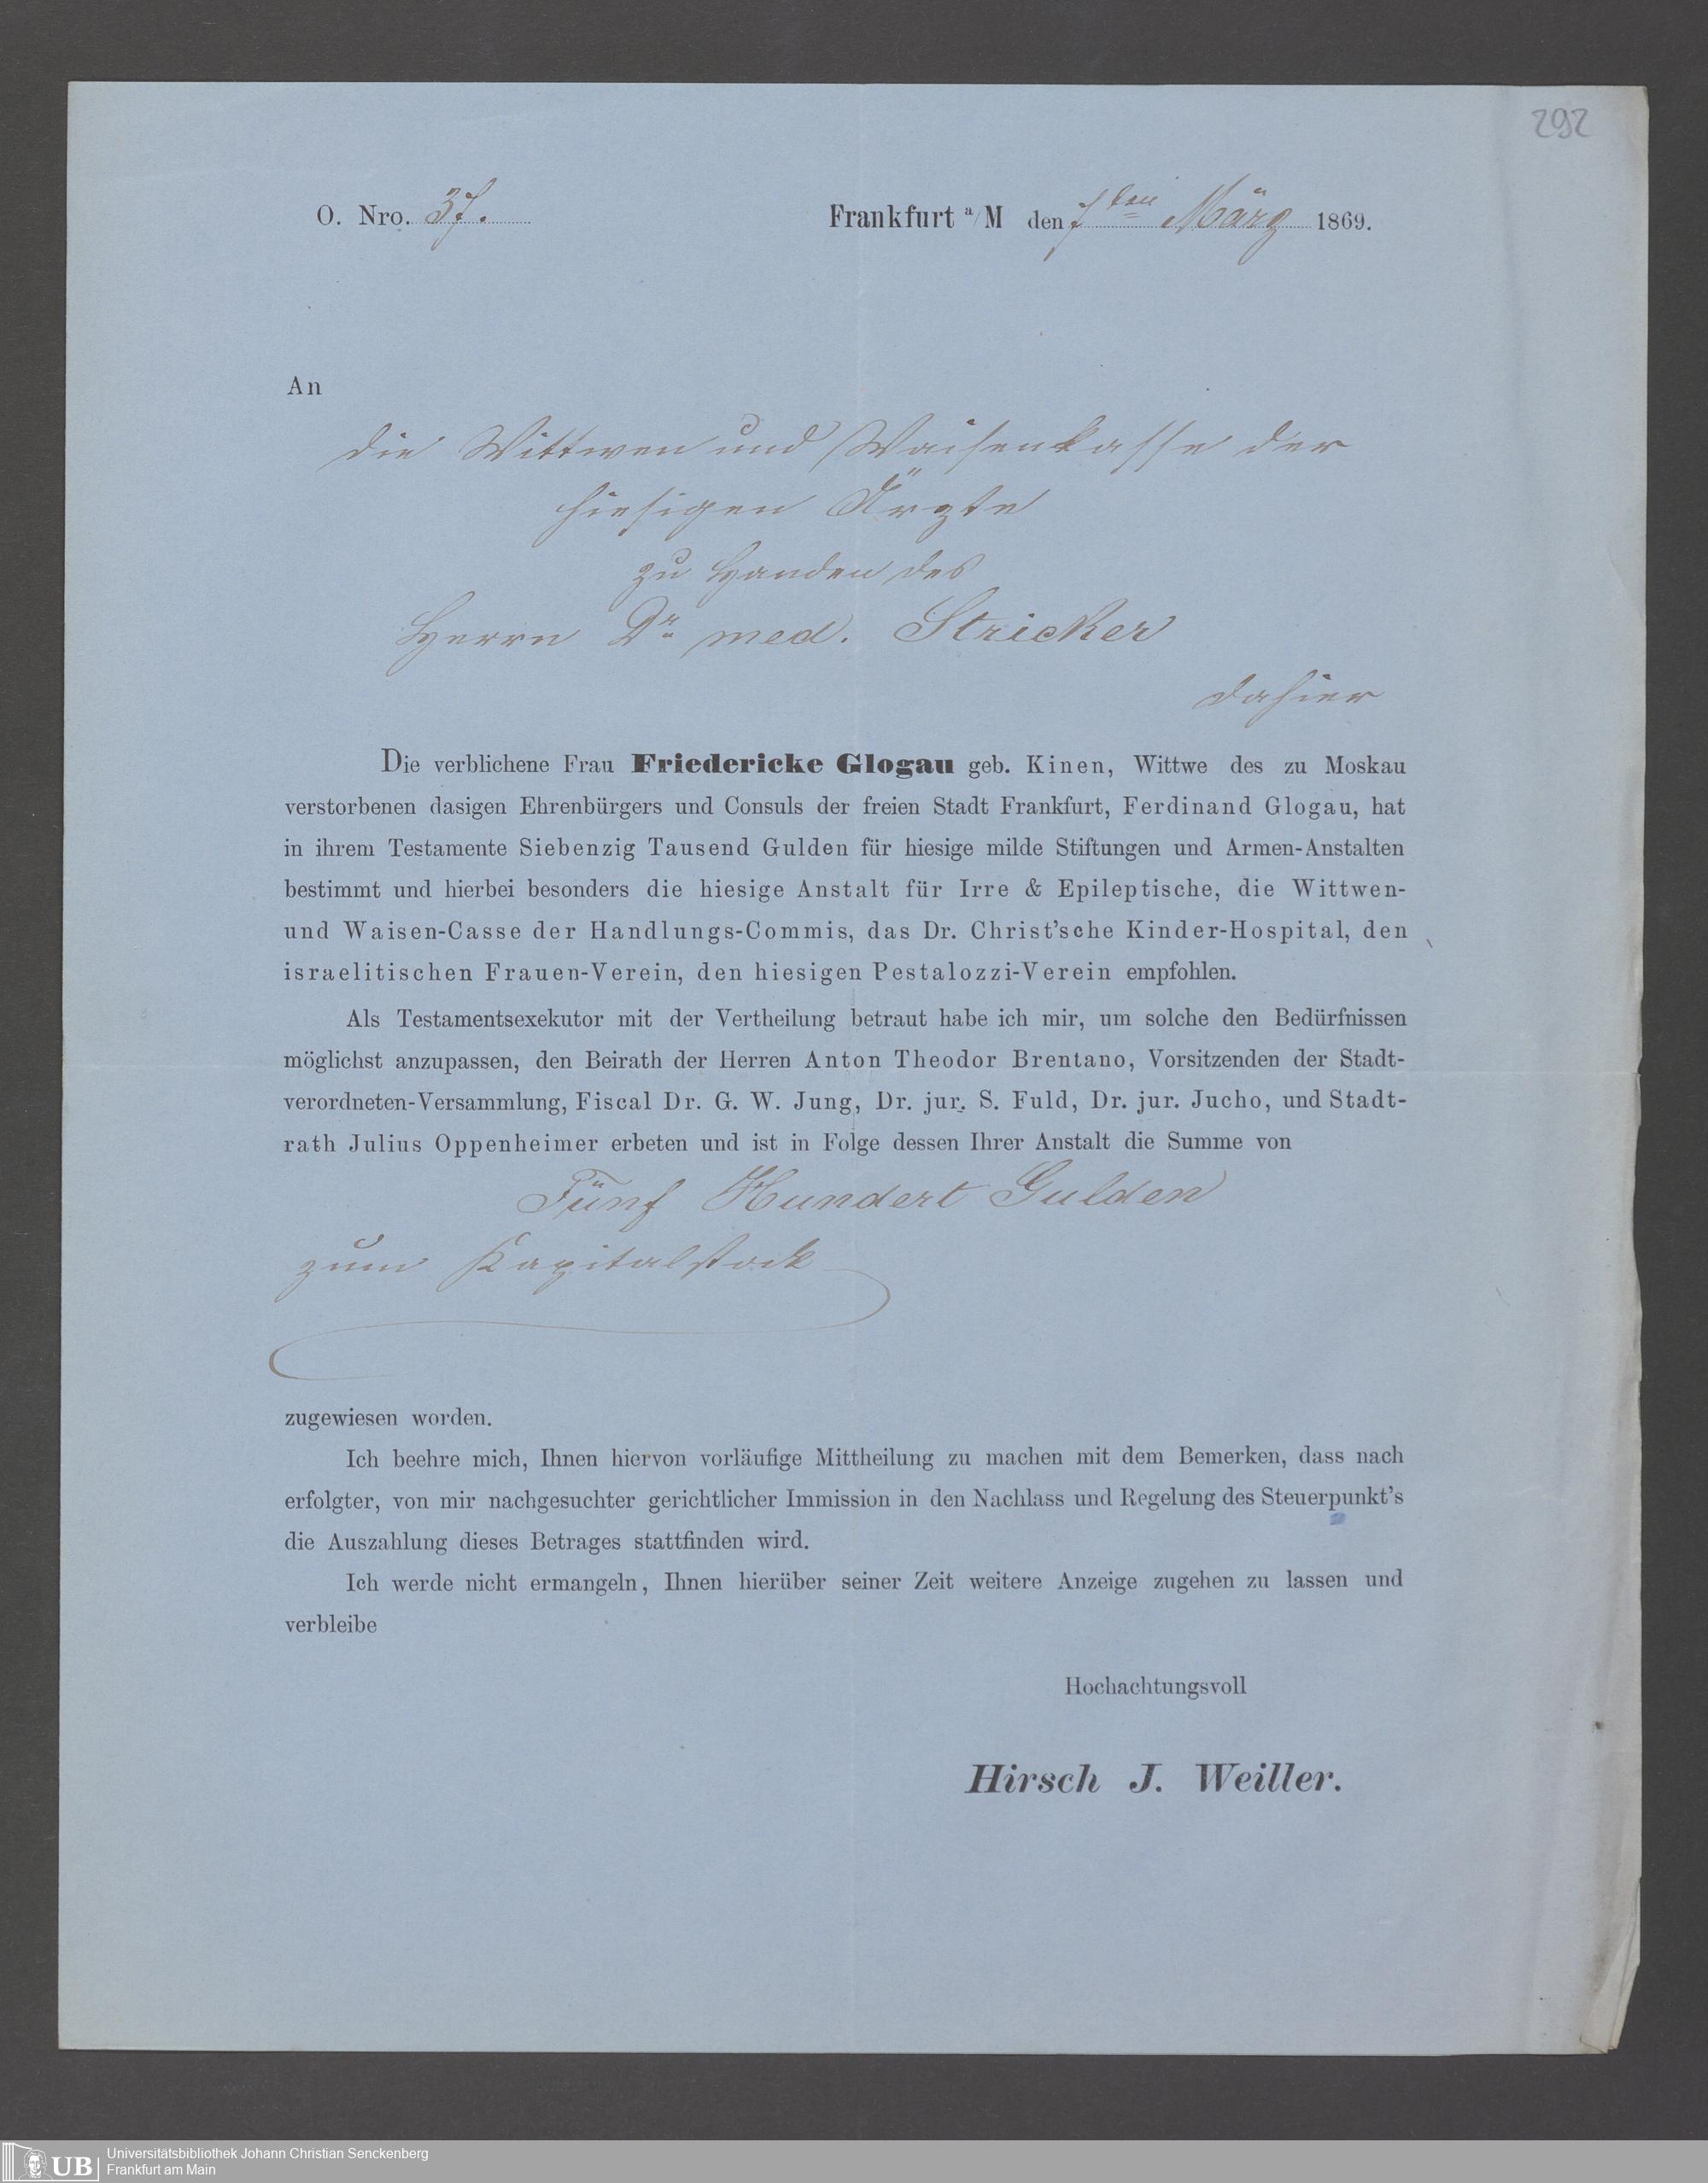 292
O. Nro. 37.
Frankfurt a/M den 7ten März 1869.
An
die Wittwen und Waisenkasse der
hiesigen Ärzte
zu Handen des
Herrn Dr. med. Stricker
dahier
Die verblichene Frau Friedericke Glogau geb. Kinen, Wittwe des zu Moskau
verstorbenen dasigen Ehrenbürgers und Consuls der freien Stadt Frankfurt, Ferdinand Glogau, hat
in ihrem Testamente Siebenzig Tausend Gulden für hiesige milde Stiftungen und Armen-Anstalten
bestimmt und hierbei besonders die hiesige Anstalt für Irre & Epileptische, die Wittwen-
und Waisen-Casse der Handlungs-Commis, das Dr. Christ'sche Kinder-Hospital, den
israelitischen Frauen-Verein, den hiesigen Pestalozzi-Verein empfohlen.
Als Testamentsexekutor mit der Vertheilung betraut habe ich mir, um solche den Bedürfnissen
möglichst anzupassen, den Beirath der Herren Anton Theodor Brentano, Vorsitzenden der Stadt-
verordneten-Versammlung, Fiscal Dr. G. W. Jung, Dr. jur. S. Fuld, Dr. jur. Jucho, und Stadt-
rath Julius Oppenheimer erbeten und ist in Folge dessen Ihrer Anstalt die Summe von
Fünf Hundert Gulden
zum Kapitalstock
zugewiesen worden.
Ich beehre mich, Ihnen hiervon vorläufige Mittheilung zu machen mit dem Bemerken, dass nach
erfolgter, von mir nachgesuchter gerichtlicher Immission in den Nachlass und Regelung des Steuerpunkt's
die Auszahlung dieses Betrages stattfinden wird.
Ich werde nicht ermangeln, Ihnen hierüber seiner Zeit weitere Anzeige zugehen zu lassen und
verbleibe
Hochachtungsvoll
Hirsch J. Weiller.
UB
Universitätsbibliothek Johann Christian Senckenberg
Frankfurt am Main